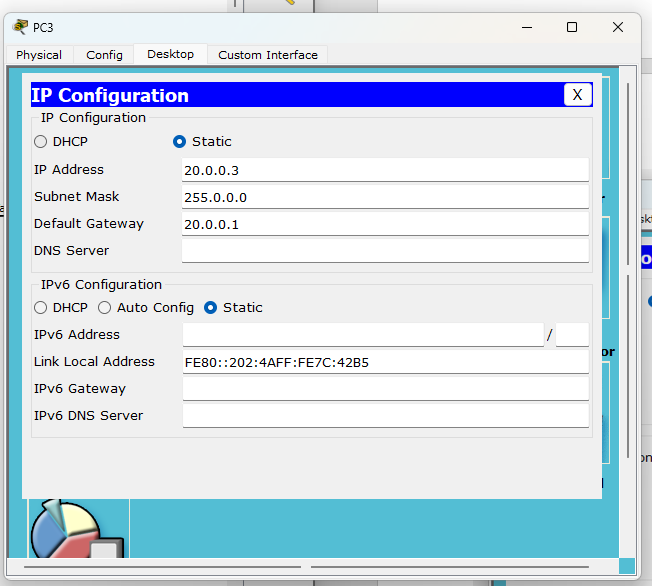 PC3
Physical Config Desktop Custom Interface
IP Configuration X
IP Configuration
DHCP Static
IP Address 20.0.0.3
Subnet Mask 255.0.0.0
Default Gateway 20.0.0.1
DNS Server
IPv6 Configuration
DHCP Auto Config Static
IPv6 Address /
Link Local Address FE80::202:4AFF:FE7C:42B5
IPv6 Gateway
IPv6 DNS Server